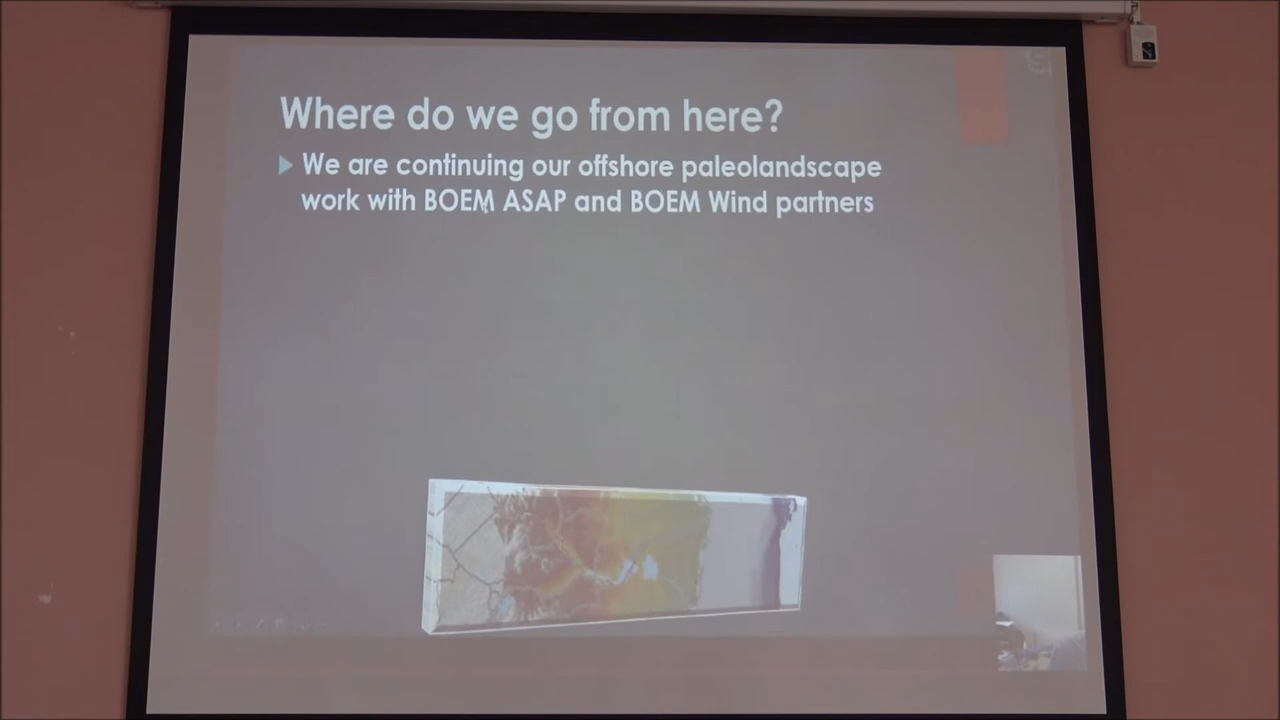 Where do we go from here?
We are continuing our offshore paleolandscape
work with BOEM ASAP and BOEM Wind partners